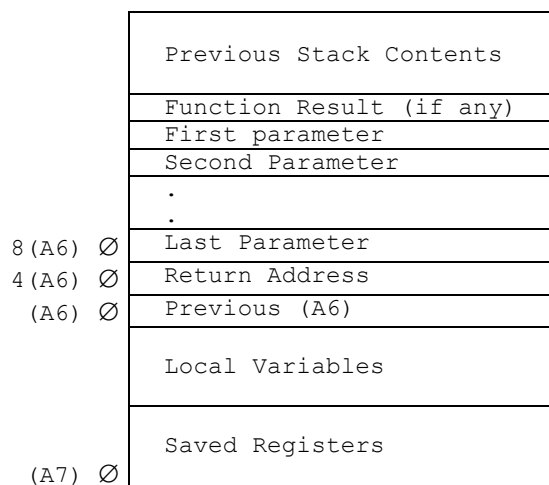 Previous Stack Contents
Function Result (if any)
First parameter
Second Parameter
.
.
8(A6) ∅ Last Parameter
4(A6) ∅ Return Address
(A6) ∅ Previous (A6)
Local Variables
Saved Registers
(A7) ∅